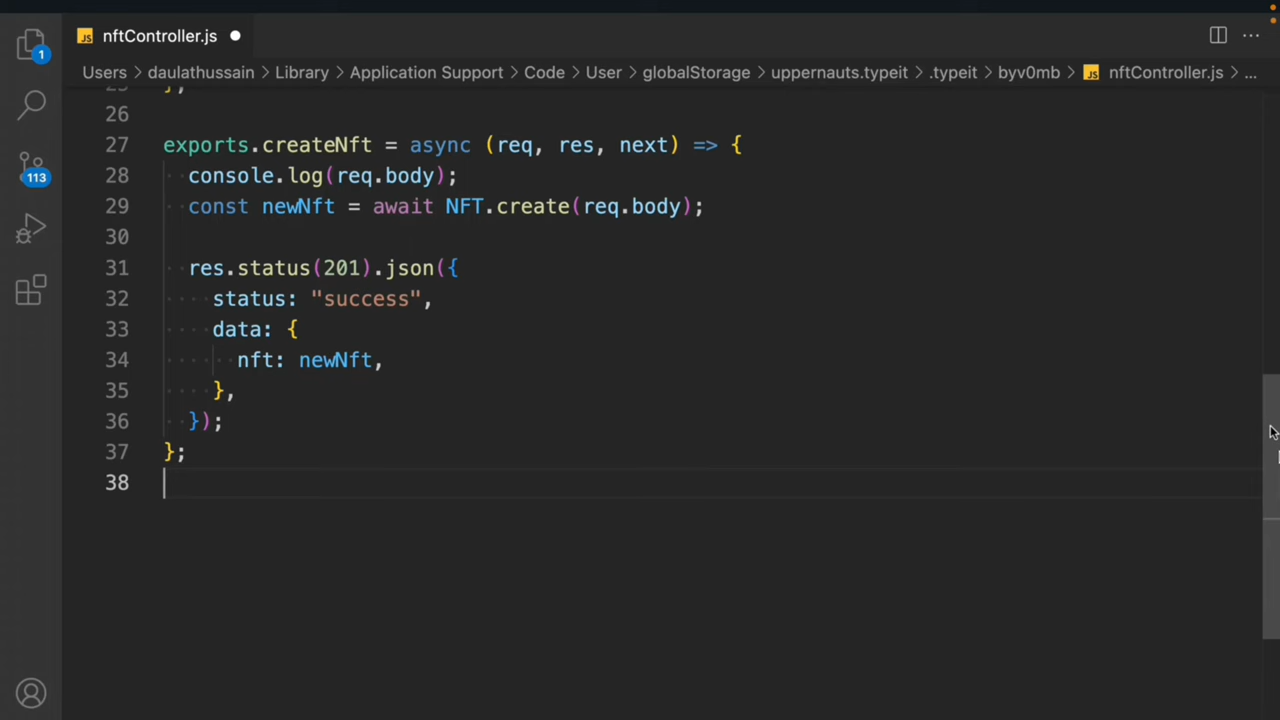 1
113
JS nftController.js
Users > daulathussain > Library > Application Support > Code > User > globalStorage > uppernauts.typeit > .typeit > byv0mb > JS nftController.js > ...
25 };
26
27 exports.createNft = async (req, res, next) => {
28 console.log(req.body);
29 const newNft = await NFT.create(req.body);
30
31 res.status(201).json({
32 status: "success",
33 data: {
34 nft: newNft,
35 },
36 });
37 };
38